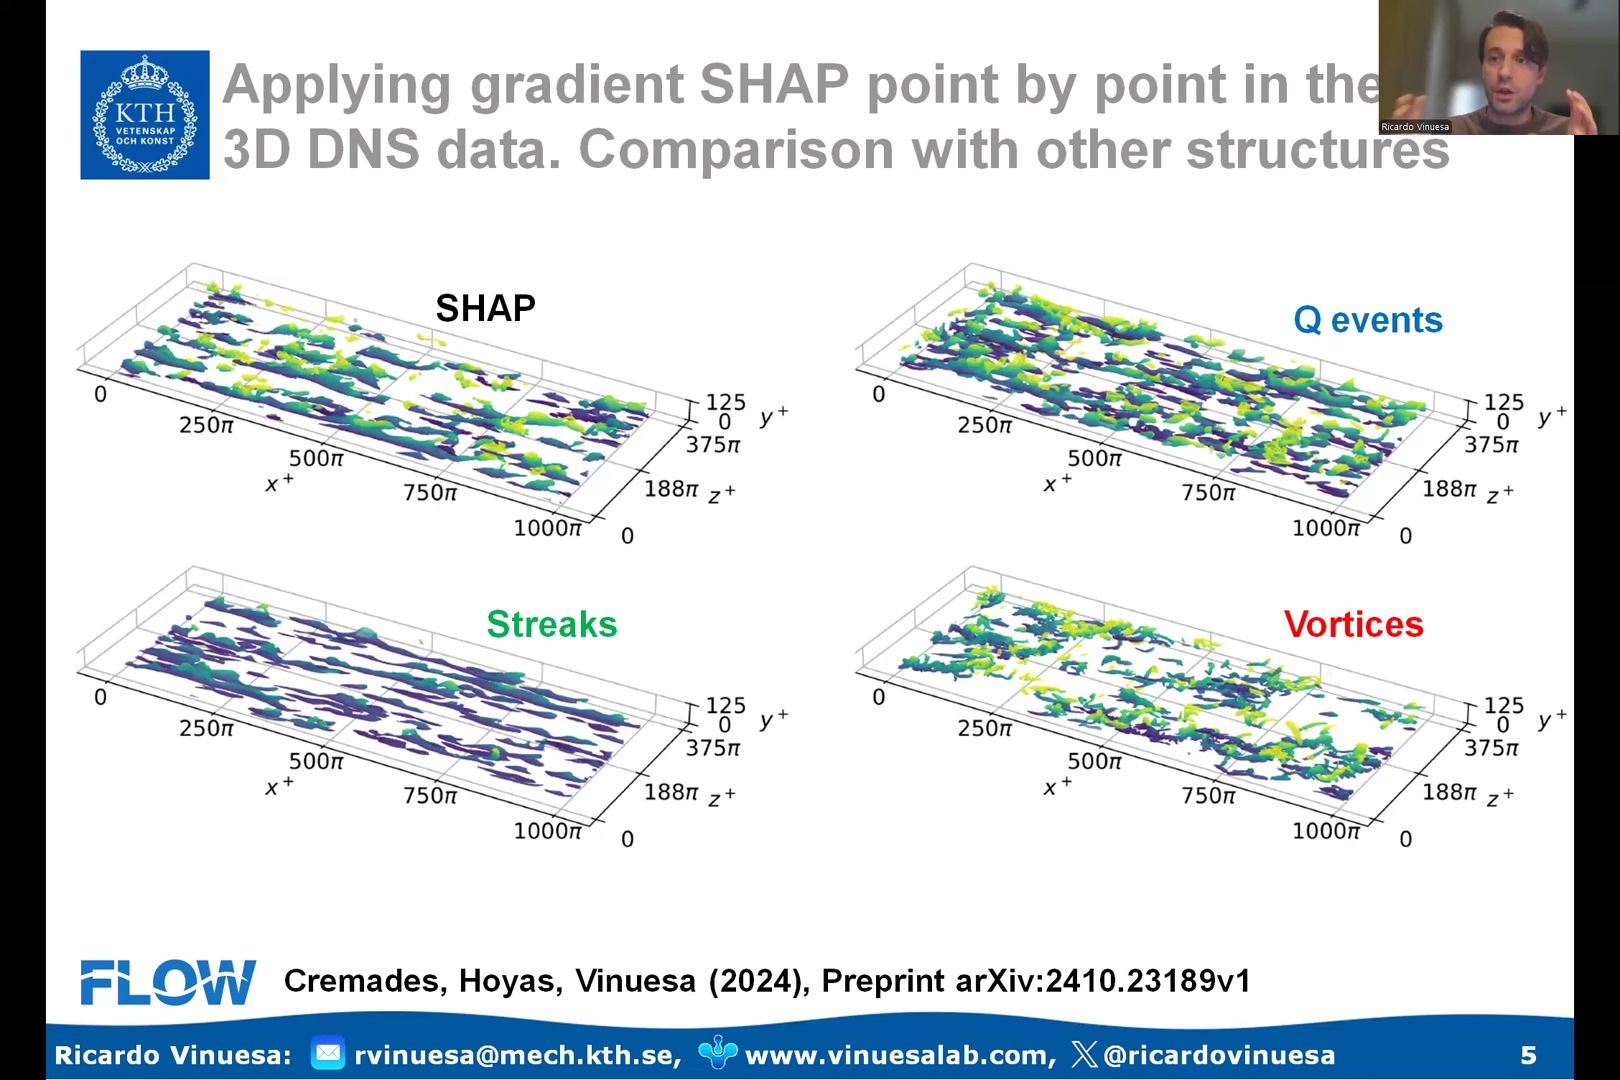 KTH
VETENSKAP
OCH KONST
Applying gradient SHAP point by point in the
3D DNS data. Comparison with other structures
Ricardo Vinuesa
SHAP
0
250π
500π
750π
1000π
x⁺
125
0
y⁺
375π
188π z⁺
0
Q events
0
250π
500π
750π
1000π
x⁺
125
0
y⁺
375π
188π z⁺
0
Streaks
0
250π
500π
750π
1000π
x⁺
125
0
y⁺
375π
188π z⁺
0
Vortices
0
250π
500π
750π
1000π
x⁺
125
0
y⁺
375π
188π z⁺
0
FLOW
Cremades, Hoyas, Vinuesa (2024), Preprint arXiv:2410.23189v1
Ricardo Vinuesa: rvinuesa@mech.kth.se, www.vinuesalab.com, @ricardovinuesa
5